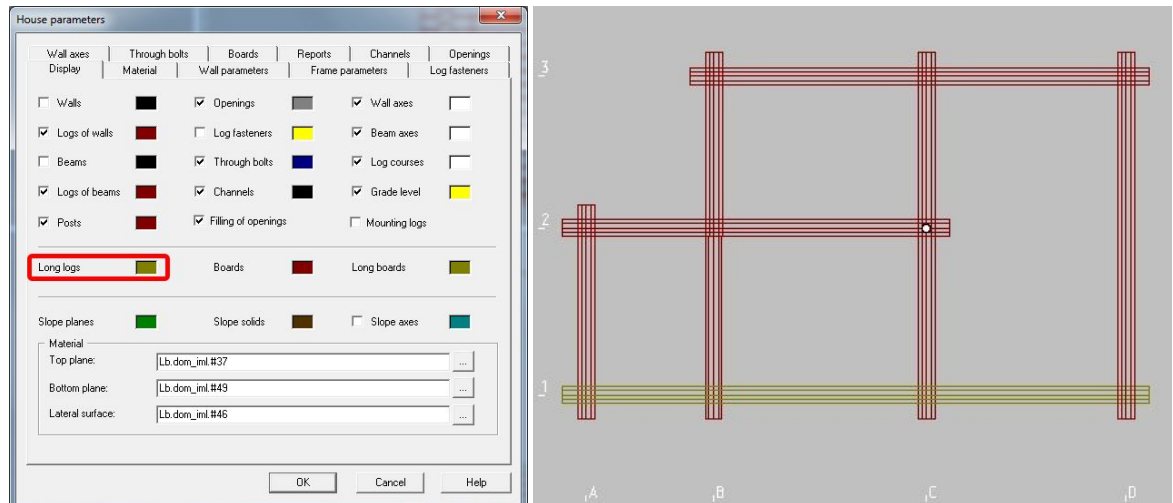 House parameters
Wall axes Through bolts Boards Reports Channels Openings
Display Material Wall parameters Frame parameters Log fasteners
Walls Openings Wall axes
Logs of walls Log fasteners Beam axes
Beams Through bolts Log courses
Logs of beams Channels Grade level
Posts Filling of openings Mounting logs
Long logs Boards Long boards
Slope planes Slope solids Slope axes
Material
Top plane: Lb.dom_iml.#37 ...
Bottom plane: Lb.dom_iml.#49 ...
Lateral surface: Lb.dom_iml.#46 ...
OK Cancel Help
3
2
1
A B C D